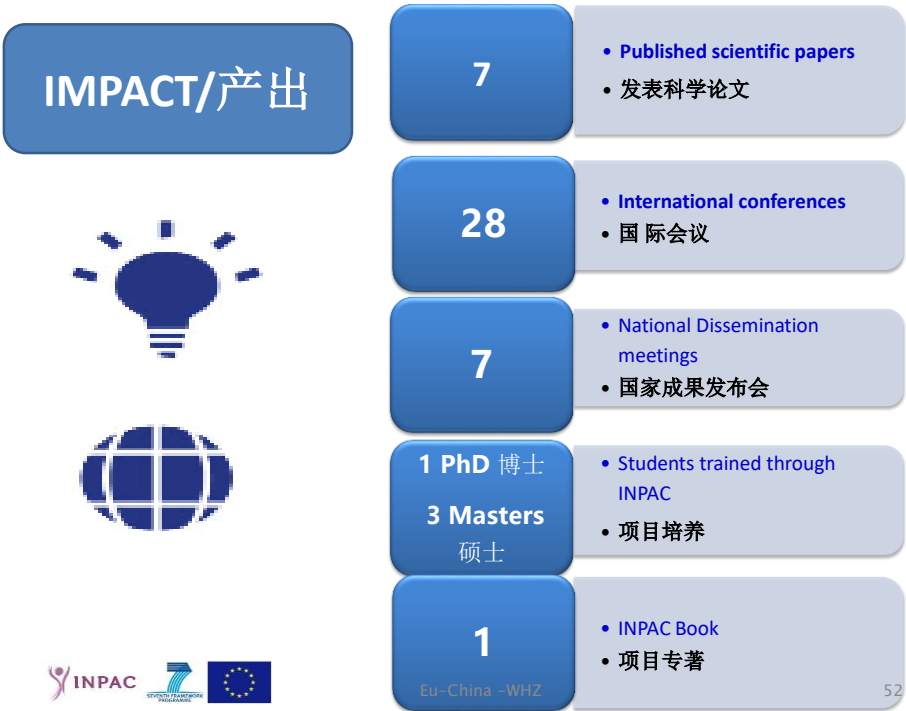 IMPACT/产出
7
• Published scientific papers
• 发表科学论文
28
• International conferences
• 国 际会议
7
• National Dissemination
meetings
• 国家成果发布会
1 PhD 博士
3 Masters
硕士
• Students trained through
INPAC
• 项目培养
1
• INPAC Book
• 项目专著
INPAC
SEVENTH FRAMEWORK
PROGRAMME
Eu-China -WHZ
52